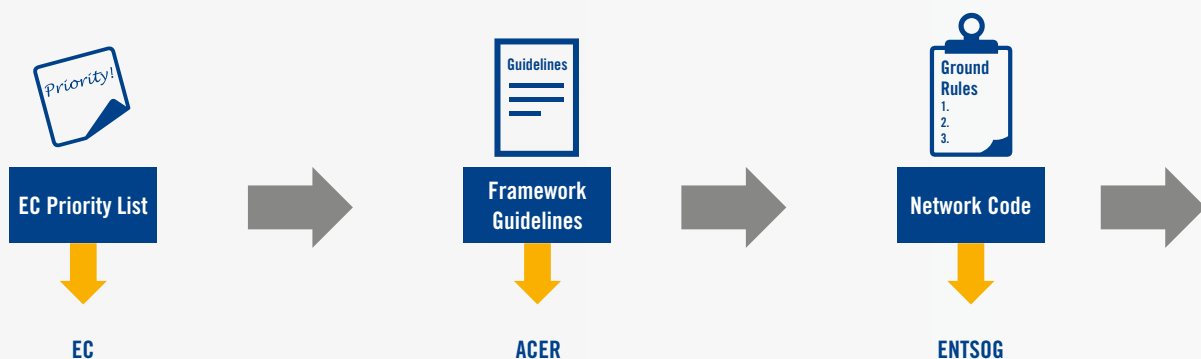 Priority!
EC Priority List
EC
Guidelines
Framework
Guidelines
ACER
Ground
Rules
1.
2.
3.
Network Code
ENTSOG